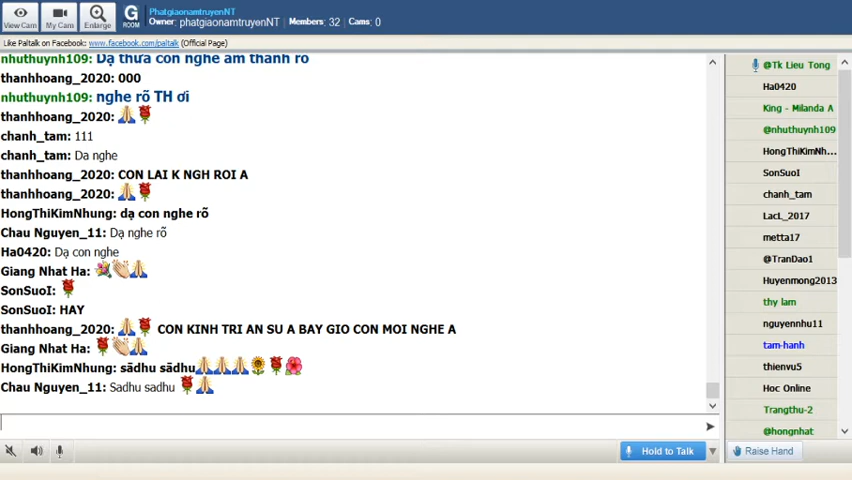 PhatgiaonamtruyenNT
G ROOM Owner: phatgiaonamtruyenNT | Members: 32 | Cams: 0
View Cam My Cam Enlarge
Like Paltalk on Facebook: www.facebook.com/paltalk (Official Page)
nhuthuynh109: Dạ thưa con nghe âm thanh rõ
thanhhoang_2020: 000
nhuthuynh109: nghe rõ TH ơi
thanhhoang_2020: 🙏🌹
chanh_tam: 111
chanh_tam: Da nghe
thanhhoang_2020: CON LAI K NGH ROI A
thanhhoang_2020: 🙏🌹
HongThiKimNhung: dạ con nghe rõ
Chau Nguyen_11: Dạ nghe rõ
Ha0420: Dạ con nghe
Giang Nhat Ha: 💐👏🙏
SonSuoI: 🌹
SonSuoI: HAY
thanhhoang_2020: 🙏🌹 CON KINH TRI AN SU A BAY GIO CON MOI NGHE A
Giang Nhat Ha: 🌹👏🙏
HongThiKimNhung: sādhu sādhu🙏🙏🙏🌻🌹🌺
Chau Nguyen_11: Sadhu sadhu 🌹🙏
@Tk Lieu Tong
Ha0420
King - Milanda A
@nhuthuynh109
HongThiKimNh...
SonSuoI
chanh_tam
LacL_2017
metta17
@TranDao1
Huyenmong2013
thy lam
nguyennhu11
tam-hanh
thienvu5
Hoc Online
Trangthu-2
@hongnhat
Hold to Talk
Raise Hand